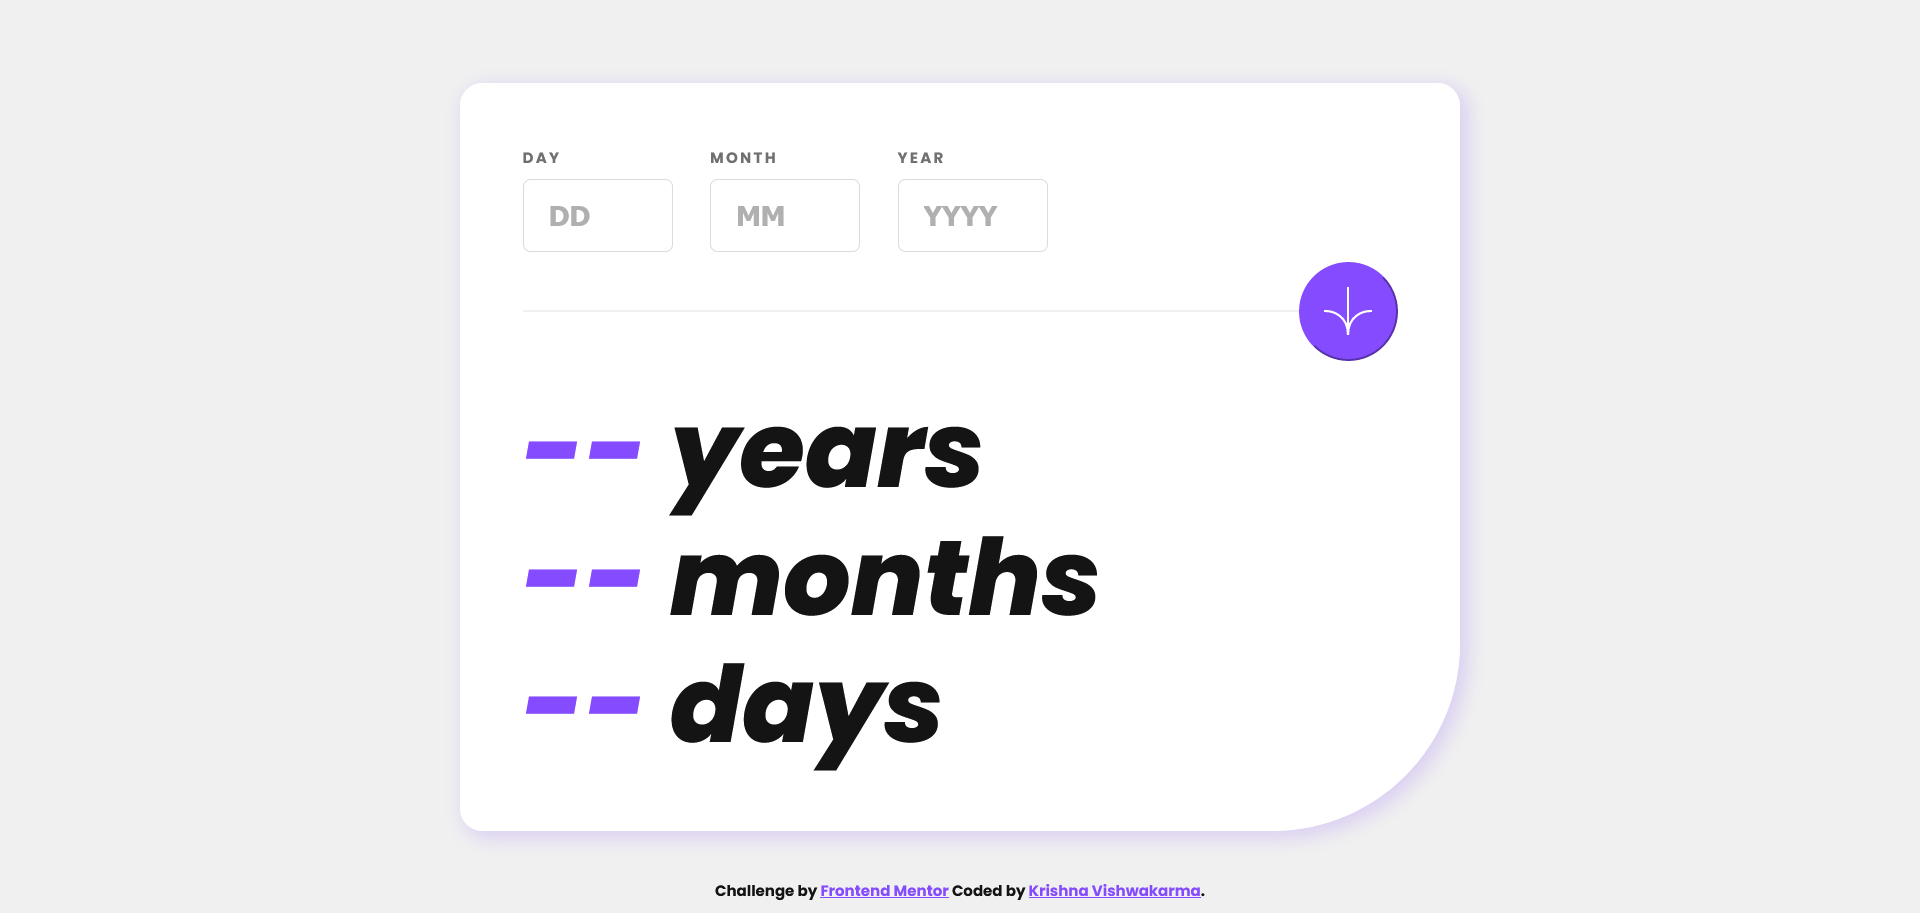 DAY MONTH YEAR
DD MM YYYY
-- years
-- months
-- days
Challenge by Frontend Mentor Coded by Krishna Vishwakarma.